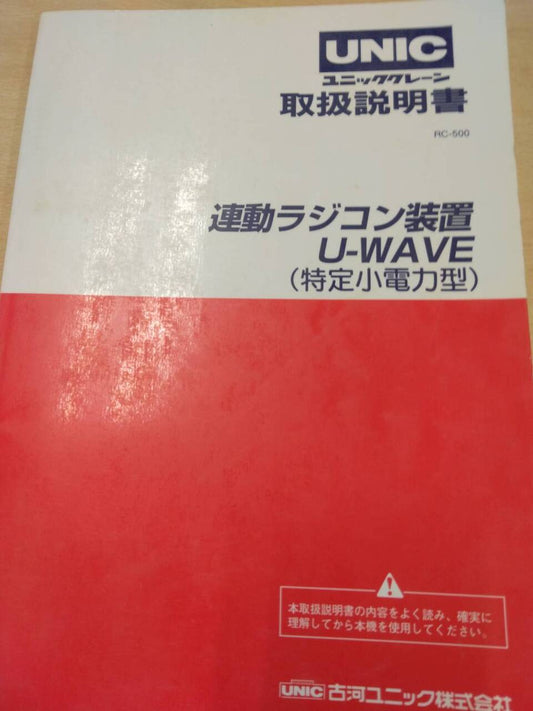 UNIC
ユニッククレーン
取扱説明書
RC-500
連動ラジコン装置
U-WAVE
(特定小電力型)
本取扱説明書の内容をよく読み、確実に
理解してから本機を使用してください。
UNIC 古河ユニック株式会社